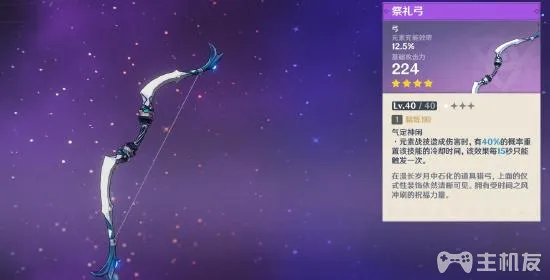 祭礼弓
弓
元素充能效率
12.5%
基础攻击力
224
Lv.40 / 40
1 精炼1阶
气定神闲
·元素战技造成伤害时，有40%的概率重
置该技能的冷却时间，该效果每15秒只能
触发一次。
在漫长岁月中石化的道具猎弓，上面的仪
式性装饰依然清晰可见。拥有受时间之风
冲刷的祝福力量。
主机友